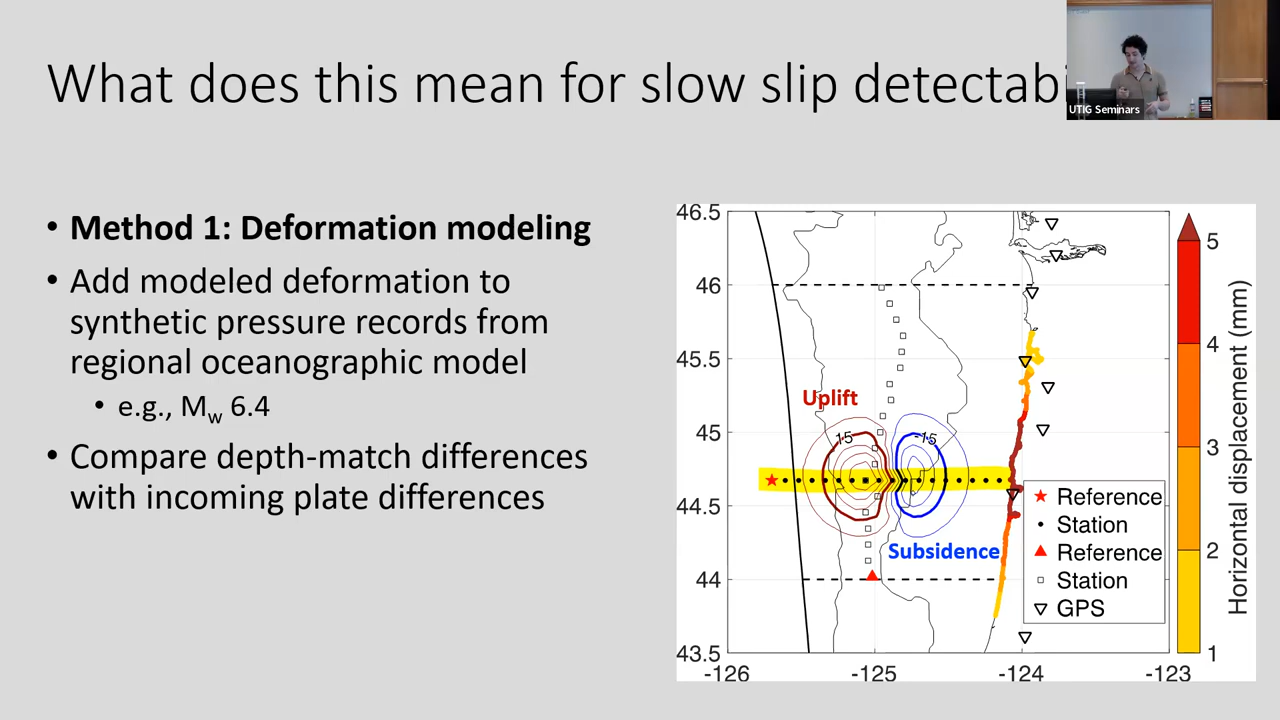 What does this mean for slow slip detectabi
UTIG Seminars
• Method 1: Deformation modeling
• Add modeled deformation to
synthetic pressure records from
regional oceanographic model
• e.g., Mw 6.4
• Compare depth-match differences
with incoming plate differences
46.5
46
45.5
45
44.5
44
43.5
-126
-125
-124
-123
Uplift
15
-15
Subsidence
Reference
Station
Reference
Station
GPS
5
4
3
2
1
Horizontal displacement (mm)